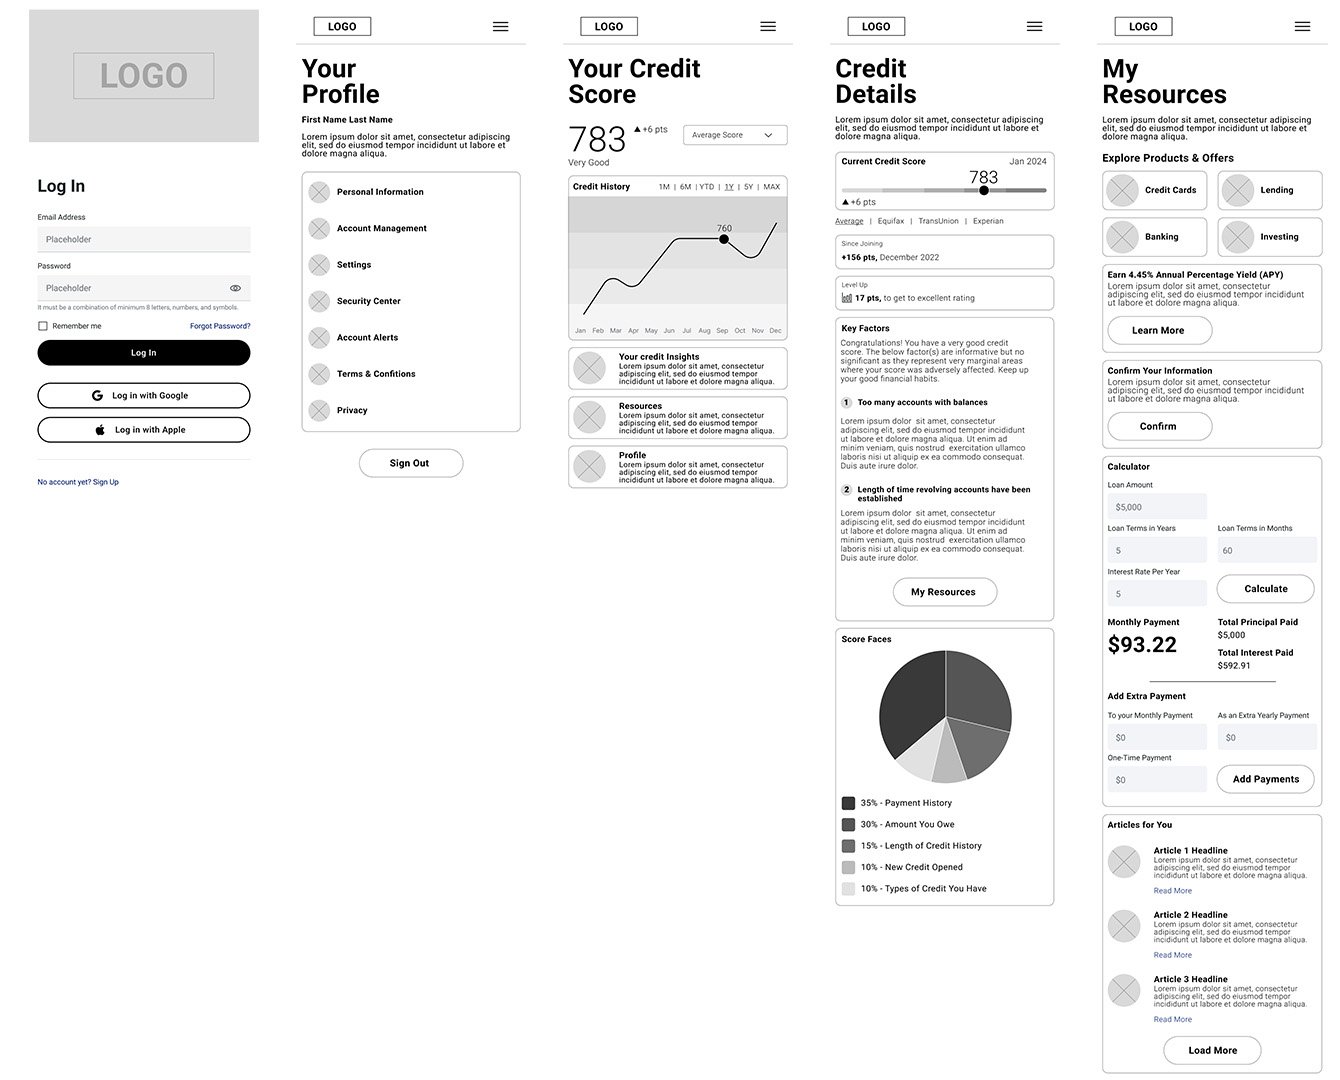 LOGO
Log In
Email Address
Placeholder
Password
Placeholder
It must be a combination of minimum 8 letters, numbers, and symbols.
Remember me
Forgot Password?
Log In
Log in with Google
Log in with Apple
No account yet? Sign Up
LOGO
Your
Profile
First Name Last Name
Lorem ipsum dolor sit amet, consectetur adipiscing
elit, sed do eiusmod tempor incididunt ut labore et
dolore magna aliqua.
Personal Information
Account Management
Settings
Security Center
Account Alerts
Terms & Confitions
Privacy
Sign Out
LOGO
Your Credit
Score
783 ▲ +6 pts
Average Score
Very Good
Credit History
1M | 6M | YTD | 1Y | 5Y | MAX
760
Jan Feb Mar Apr May Jun Jul Aug Sep Oct Nov Dec
Your credit Insights
Lorem ipsum dolor sit amet, consectetur
adipiscing elit, sed do eiusmod tempor
incididunt ut labore et dolore magna aliqua.
Resources
Lorem ipsum dolor sit amet, consectetur
adipiscing elit, sed do eiusmod tempor
incididunt ut labore et dolore magna aliqua.
Profile
Lorem ipsum dolor sit amet, consectetur
adipiscing elit, sed do eiusmod tempor
incididunt ut labore et dolore magna aliqua.
LOGO
Credit
Details
Lorem ipsum dolor sit amet, consectetur adipiscing
elit, sed do eiusmod tempor incididunt ut labore et
dolore magna aliqua.
Current Credit Score
Jan 2024
783
▲ +6 pts
Average | Equifax | TransUnion | Experian
Since Joining
+156 pts, December 2022
Level Up
17 pts, to get to excellent rating
Key Factors
Congratulations! You have a very good credit
score. The below factor(s) are informative but no
significant as they represent very marginal areas
where your score was adversely affected. Keep up
your good financial habits.
1 Too many accounts with balances
Lorem ipsum dolor sit amet, consectetur
adipiscing elit, sed do eiusmod tempor incididunt
ut labore et dolore magna aliqua. Ut enim ad
minim veniam, quis nostrud exercitation ullamco
laboris nisi ut aliquip ex ea commodo consequat.
Duis aute irure dolor.
2 Length of time revolving accounts have been
established
Lorem ipsum dolor sit amet, consectetur
adipiscing elit, sed do eiusmod tempor incididunt
ut labore et dolore magna aliqua. Ut enim ad
minim veniam, quis nostrud exercitation ullamco
laboris nisi ut aliquip ex ea commodo consequat.
Duis aute irure dolor.
My Resources
Score Faces
35% - Payment History
30% - Amount You Owe
15% - Length of Credit History
10% - New Credit Opened
10% - Types of Credit You Have
LOGO
My
Resources
Lorem ipsum dolor sit amet, consectetur adipiscing
elit, sed do eiusmod tempor incididunt ut labore et
dolore magna aliqua.
Explore Products & Offers
Credit Cards
Lending
Banking
Investing
Earn 4.45% Annual Percentage Yield (APY)
Lorem ipsum dolor sit amet, consectetur
adipiscing elit, sed do eiusmod tempor incididunt
ut labore et dolore magna aliqua.
Learn More
Confirm Your Information
Lorem ipsum dolor sit amet, consectetur
adipiscing elit, sed do eiusmod tempor incididunt
ut labore et dolore magna aliqua.
Confirm
Calculator
Loan Amount
$5,000
Loan Terms in Years
Loan Terms in Months
5
60
Interest Rate Per Year
5
Calculate
Monthly Payment
$93.22
Total Principal Paid
$5,000
Total Interest Paid
$592.91
Add Extra Payment
To your Monthly Payment
As an Extra Yearly Payment
$0
$0
One-Time Payment
$0
Add Payments
Articles for You
Article 1 Headline
Lorem ipsum dolor sit amet, consectetur
adipiscing elit, sed do eiusmod tempor
incididunt ut labore et dolore magna aliqua.
Read More
Article 2 Headline
Lorem ipsum dolor sit amet, consectetur
adipiscing elit, sed do eiusmod tempor
incididunt ut labore et dolore magna aliqua.
Read More
Article 3 Headline
Lorem ipsum dolor sit amet, consectetur
adipiscing elit, sed do eiusmod tempor
incididunt ut labore et dolore magna aliqua.
Read More
Load More